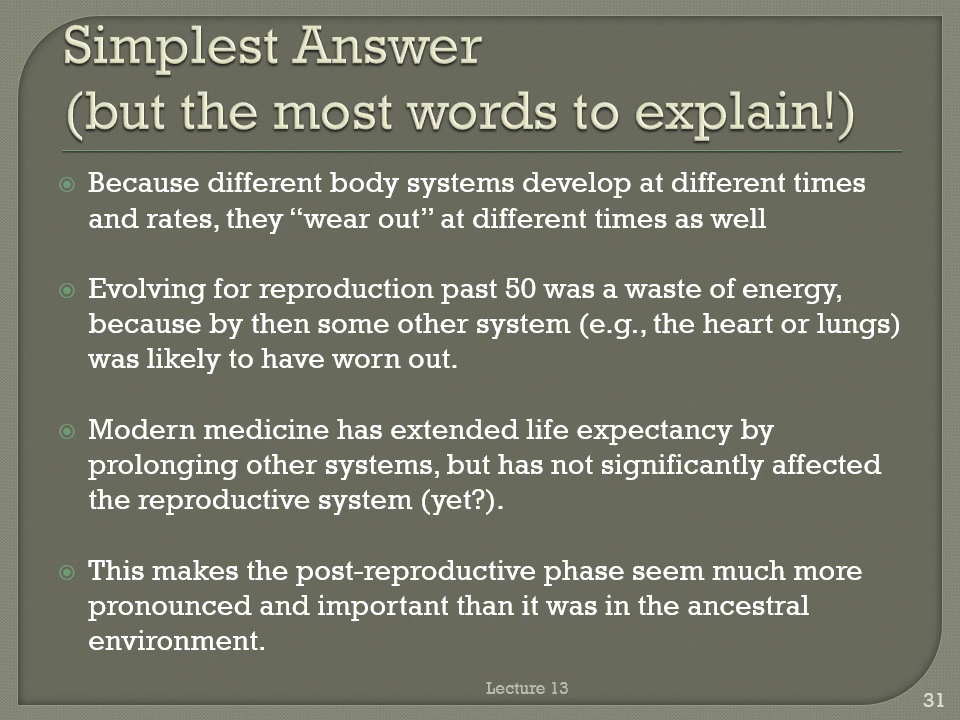 Simplest Answer
(but the most words to explain!)
Because different body systems develop at different times
and rates, they “wear out” at different times as well
Evolving for reproduction past 50 was a waste of energy,
because by then some other system (e.g., the heart or lungs)
was likely to have worn out.
Modern medicine has extended life expectancy by
prolonging other systems, but has not significantly affected
the reproductive system (yet?).
This makes the post-reproductive phase seem much more
pronounced and important than it was in the ancestral
environment.
Lecture 13
31